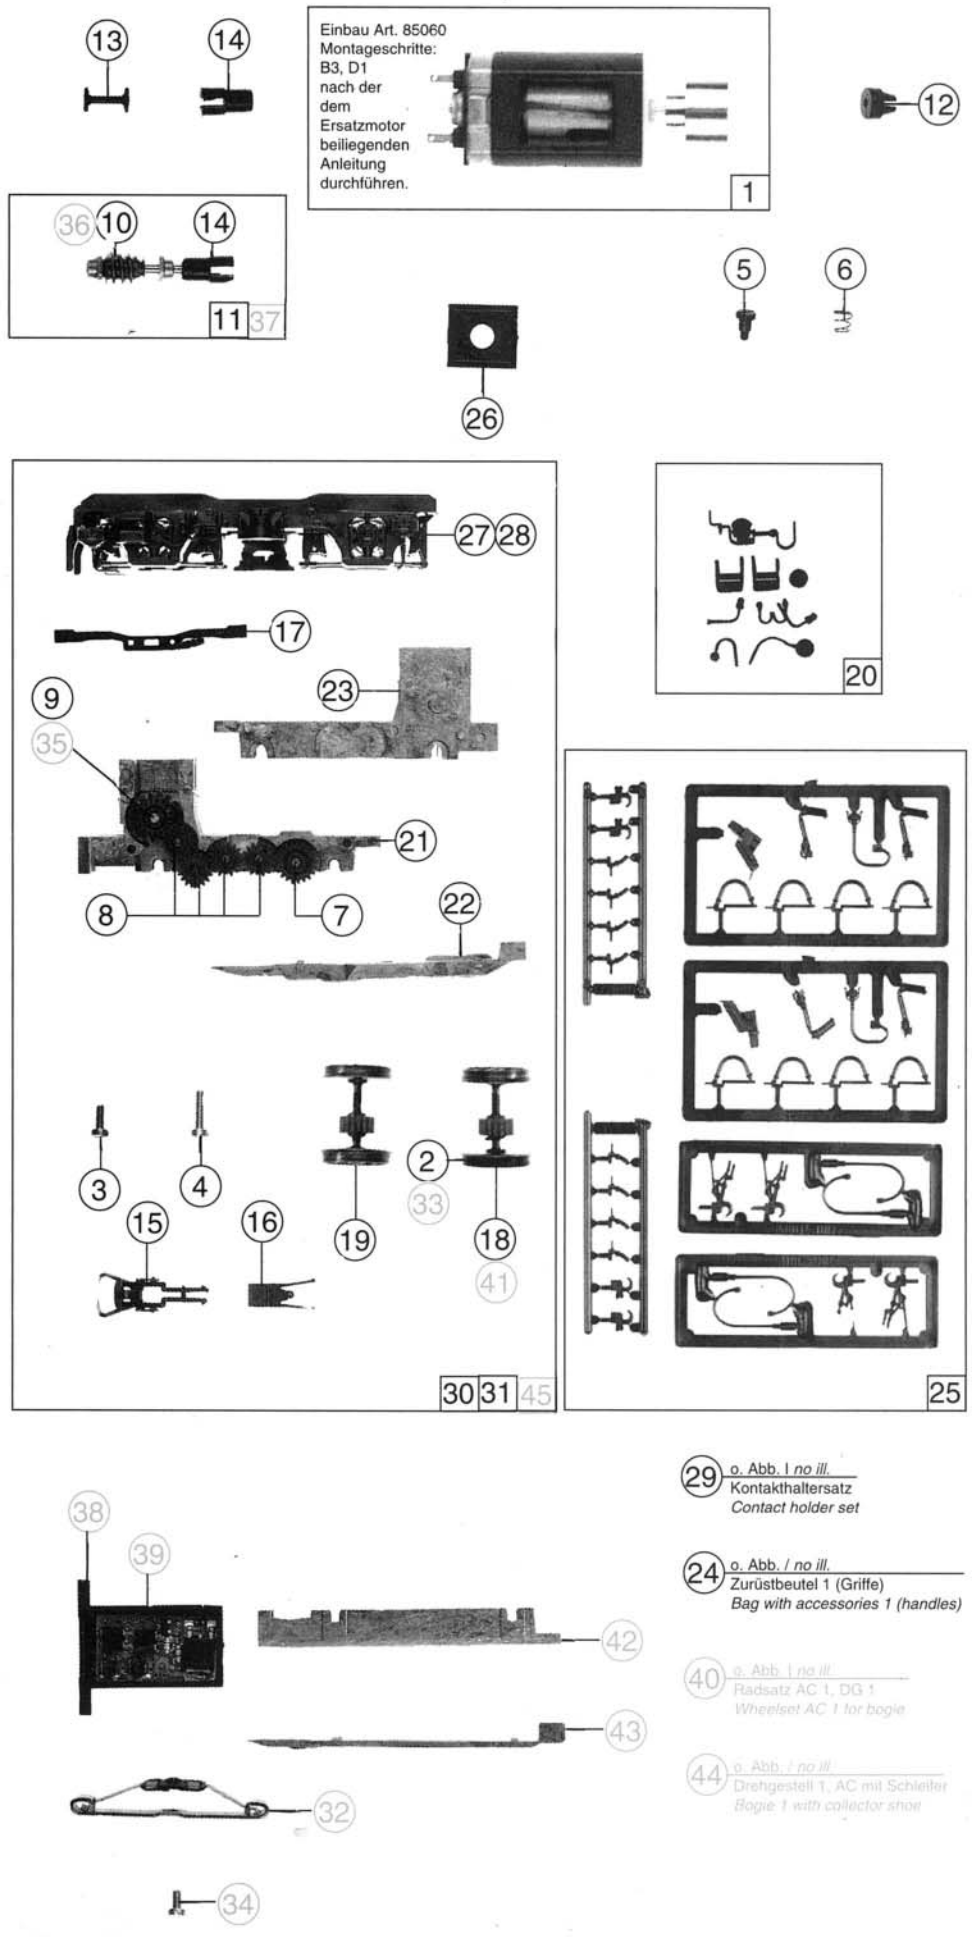 13
14
Einbau Art. 85060
Montageschritte:
B3, D1
nach der
dem
Ersatzmotor
beiliegenden
Anleitung
durchführen.
1
12
36 10
14
11 37
5
6
26
27 28
17
23
9
35
21
8
7
22
20
3
4
19
2
33
18
41
15
16
30 31 45
25
29 o. Abb. I no ill.
Kontakthaltersatz
Contact holder set
24 o. Abb. / no ill.
Zurüstbeutel 1 (Griffe)
Bag with accessories 1 (handles)
40 o. Abb. I no ill.
Radsatz AC 1, DG 1
Wheelset AC 1 for bogie
44 o. Abb. / no ill.
Drehgestell 1, AC mit Schleifer
Bogie 1 with collector shoe
38
39
42
43
32
34